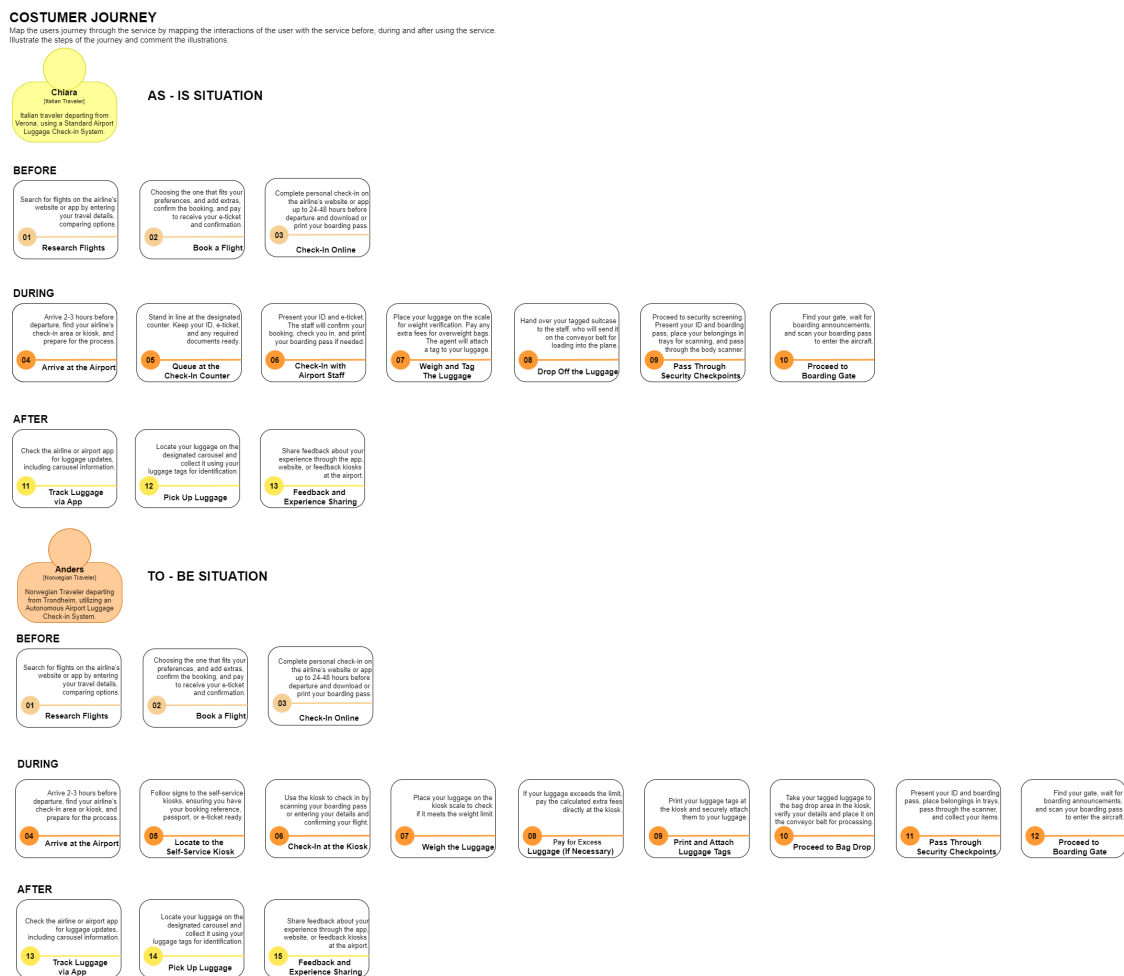 COSTUMER JOURNEY
Map the users journey through the service by mapping the interactions of the user with the service before, during and after using the service.
Illustrate the steps of the journey and comment the illustrations.
Chiara
[Italian Traveler]
Italian traveler departing from
Verona, using a Standard Airport
Luggage Check-in System.
AS - IS SITUATION
BEFORE
Search for flights on the airline's
website or app by entering
your travel details,
comparing options.
01
Research Flights
Choosing the one that fits your
preferences, and add extras,
confirm the booking, and pay
to receive your e-ticket
and confirmation.
02
Book a Flight
Complete personal check-in on
the airline's website or app
up to 24-48 hours before
departure and download or
print your boarding pass.
03
Check-In Online
DURING
Arrive 2-3 hours before
departure, find your airline's
check-in area or kiosk, and
prepare for the process.
04
Arrive at the Airport
Stand in line at the designated
counter. Keep your ID, e-ticket,
and any required
documents ready.
05
Queue at the
Check-In Counter
Present your ID and e-ticket.
The staff will confirm your
booking, check you in, and print
your boarding pass if needed.
06
Check-In with
Airport Staff
Place your luggage on the scale
for weight verification. Pay any
extra fees for overweight bags.
The agent will attach
a tag to your luggage.
07
Weigh and Tag
The Luggage
Hand over your tagged suitcase
to the staff, who will send it
on the conveyor belt for
loading into the plane.
08
Drop Off the Luggage
Proceed to security screening.
Present your ID and boarding
pass, place your belongings in
trays for scanning, and pass
through the body scanner.
09
Pass Through
Security Checkpoints
Find your gate, wait for
boarding announcements,
and scan your boarding pass
to enter the aircraft.
10
Proceed to
Boarding Gate
AFTER
Check the airline or airport app
for luggage updates,
including carousel information.
11
Track Luggage
via App
Locate your luggage on the
designated carousel and
collect it using your
luggage tags for identification.
12
Pick Up Luggage
Share feedback about your
experience through the app,
website, or feedback kiosks
at the airport.
13
Feedback and
Experience Sharing
Anders
[Norwegian Traveler]
Norwegian Traveler departing
from Trondheim, utilizing an
Autonomous Airport Luggage
Check-in System.
TO - BE SITUATION
BEFORE
Search for flights on the airline's
website or app by entering
your travel details,
comparing options.
01
Research Flights
Choosing the one that fits your
preferences, and add extras,
confirm the booking, and pay
to receive your e-ticket
and confirmation.
02
Book a Flight
Complete personal check-in on
the airline's website or app
up to 24-48 hours before
departure and download or
print your boarding pass.
03
Check-In Online
DURING
Arrive 2-3 hours before
departure, find your airline's
check-in area or kiosk, and
prepare for the process.
04
Arrive at the Airport
Follow signs to the self-service
kiosks, ensuring you have
your booking reference,
passport, or e-ticket ready.
05
Locate to the
Self-Service Kiosk
Use the kiosk to check in by
scanning your boarding pass
or entering your details and
confirming your flight.
06
Check-In at the Kiosk
Place your luggage on the
kiosk scale to check
if it meets the weight limit.
07
Weigh the Luggage
If your luggage exceeds the limit,
pay the calculated extra fees
directly at the kiosk.
08
Pay for Excess
Luggage (If Necessary)
Print your luggage tags at
the kiosk and securely attach
them to your luggage.
09
Print and Attach
Luggage Tags
Take your tagged luggage to
the bag drop area in the kiosk,
verify your details and place it on
the conveyor belt for processing.
10
Proceed to Bag Drop
Present your ID and boarding
pass, place belongings in trays,
pass through the scanner,
and collect your items.
11
Pass Through
Security Checkpoints
Find your gate, wait for
boarding announcements,
and scan your boarding pass
to enter the aircraft.
12
Proceed to
Boarding Gate
AFTER
Check the airline or airport app
for luggage updates,
including carousel information.
13
Track Luggage
via App
Locate your luggage on the
designated carousel and
collect it using your
luggage tags for identification.
14
Pick Up Luggage
Share feedback about your
experience through the app,
website, or feedback kiosks
at the airport.
15
Feedback and
Experience Sharing